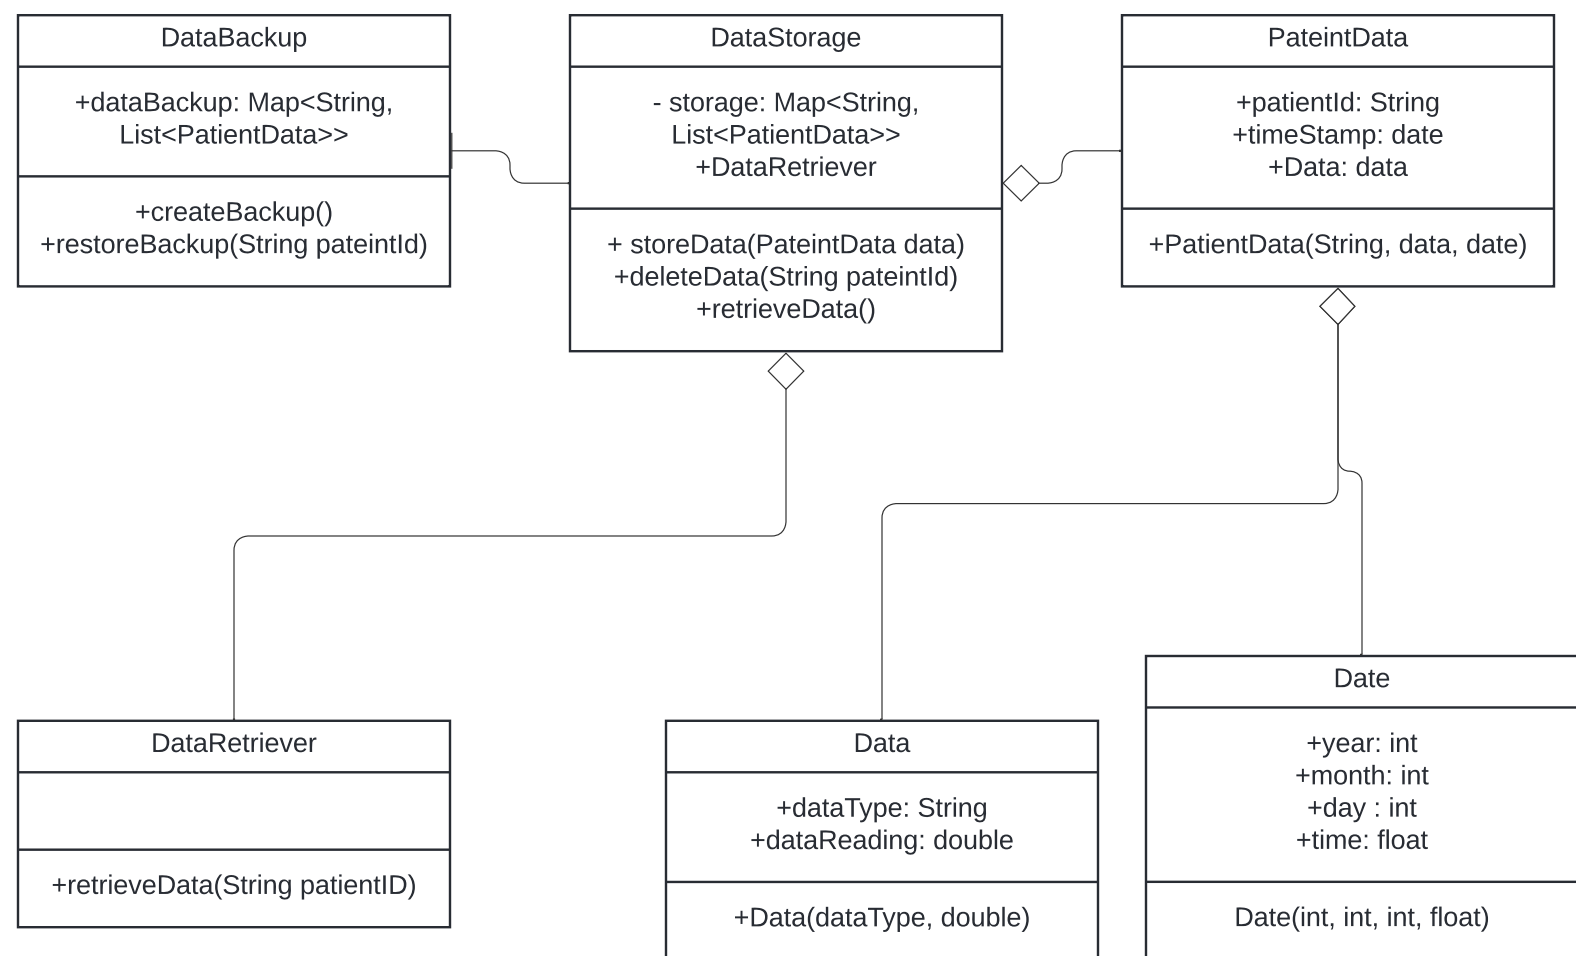 DataBackup
+dataBackup: Map<String,
List<PatientData>>
+createBackup()
+restoreBackup(String pateintId)
DataStorage
- storage: Map<String,
List<PatientData>>
+DataRetriever
+ storeData(PateintData data)
+deleteData(String pateintId)
+retrieveData()
PateintData
+patientId: String
+timeStamp: date
+Data: data
+PatientData(String, data, date)
DataRetriever
+retrieveData(String patientID)
Data
+dataType: String
+dataReading: double
+Data(dataType, double)
Date
+year: int
+month: int
+day : int
+time: float
Date(int, int, int, float)